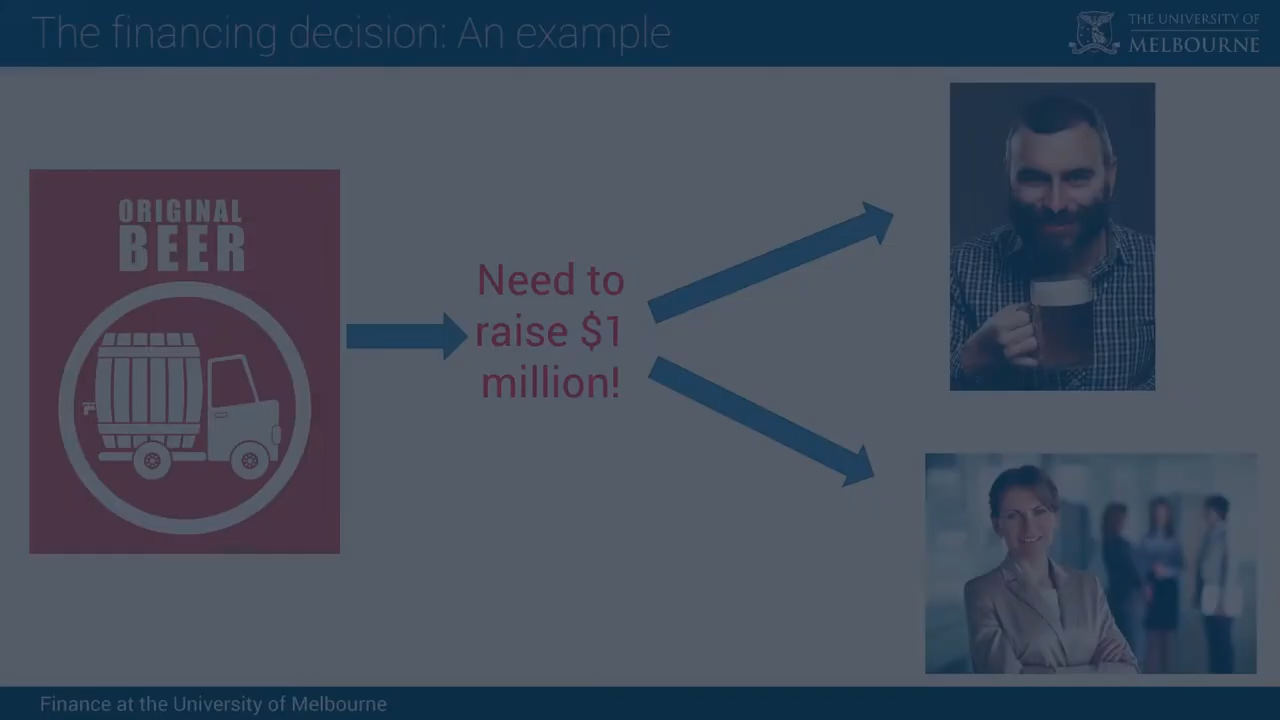 The financing decision: An example
THE UNIVERSITY OF
MELBOURNE
ORIGINAL
BEER
Need to
raise $1
million!
Finance at the University of Melbourne